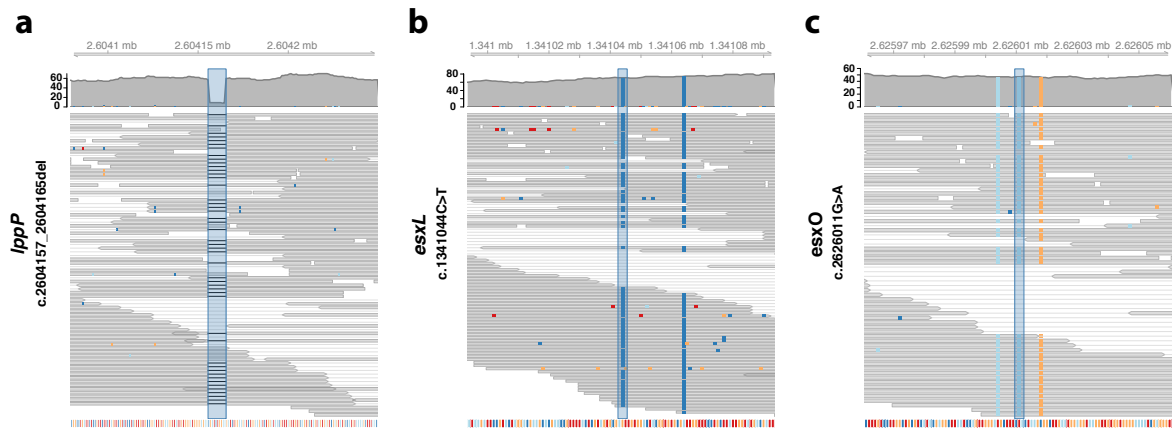 a
2.6041 mb
2.60415 mb
2.6042 mb
60
40
20
0
lppP
c.2604157_2604165del
b
1.341 mb
1.34102 mb
1.34104 mb
1.34106 mb
1.34108 mb
80
40
0
esxL
c.1341044C>T
c
2.62597 mb
2.62599 mb
2.62601 mb
2.62603 mb
2.62605 mb
60
40
20
0
esxO
c.2626011G>A